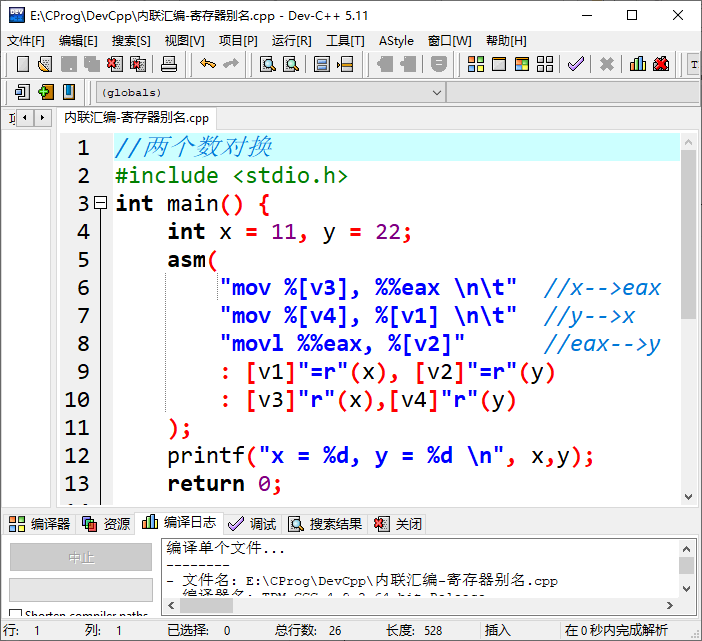 E:\CProg\DevCpp\内联汇编-寄存器别名.cpp - Dev-C++ 5.11
文件[F] 编辑[E] 搜索[S] 视图[V] 项目[P] 运行[R] 工具[T] AStyle 窗口[W] 帮助[H]
(globals)
内联汇编-寄存器别名.cpp
1 //两个数对换
2 #include <stdio.h>
3 int main() {
4 int x = 11, y = 22;
5 asm(
6 "mov %[v3], %%eax \n\t" //x-->eax
7 "mov %[v4], %[v1] \n\t" //y-->x
8 "movl %%eax, %[v2]" //eax-->y
9 : [v1]"=r"(x), [v2]"=r"(y)
10 : [v3]"r"(x),[v4]"r"(y)
11 );
12 printf("x = %d, y = %d \n", x,y);
13 return 0;
编译器 资源 编译日志 调试 搜索结果 关闭
中止
编译单个文件...
--------
- 文件名: E:\CProg\DevCpp\内联汇编-寄存器别名.cpp
- 编译器名: TDM-GCC 4.9.2 64-bit Release
Shorten compiler paths
行: 1 列: 1 已选择: 0 总行数: 26 长度: 528 插入 在 0 秒内完成解析